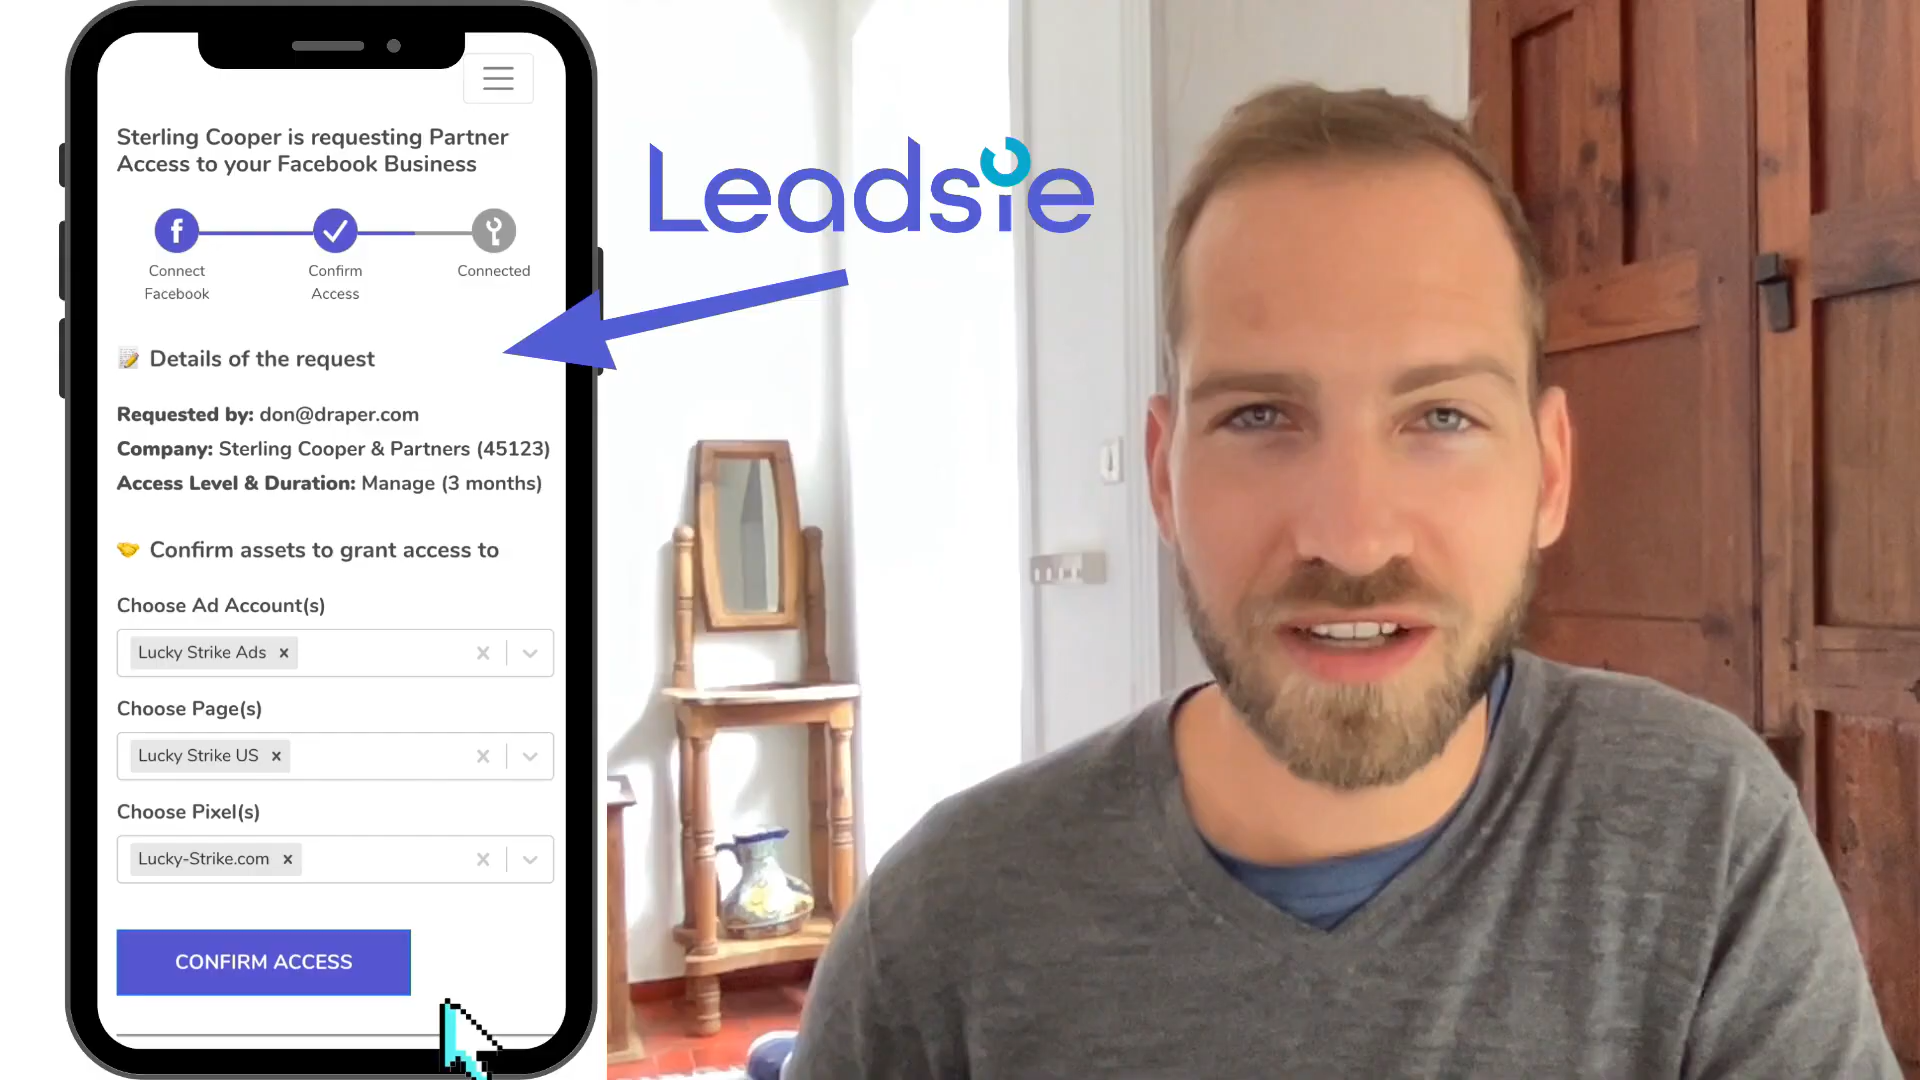 Sterling Cooper is requesting Partner
Access to your Facebook Business
Connect
Facebook
Confirm
Access
Connected
Details of the request
Requested by: don@draper.com
Company: Sterling Cooper & Partners (45123)
Access Level & Duration: Manage (3 months)
Confirm assets to grant access to
Choose Ad Account(s)
Lucky Strike Ads ×
Choose Page(s)
Lucky Strike US ×
Choose Pixel(s)
Lucky-Strike.com ×
CONFIRM ACCESS
Leadsie